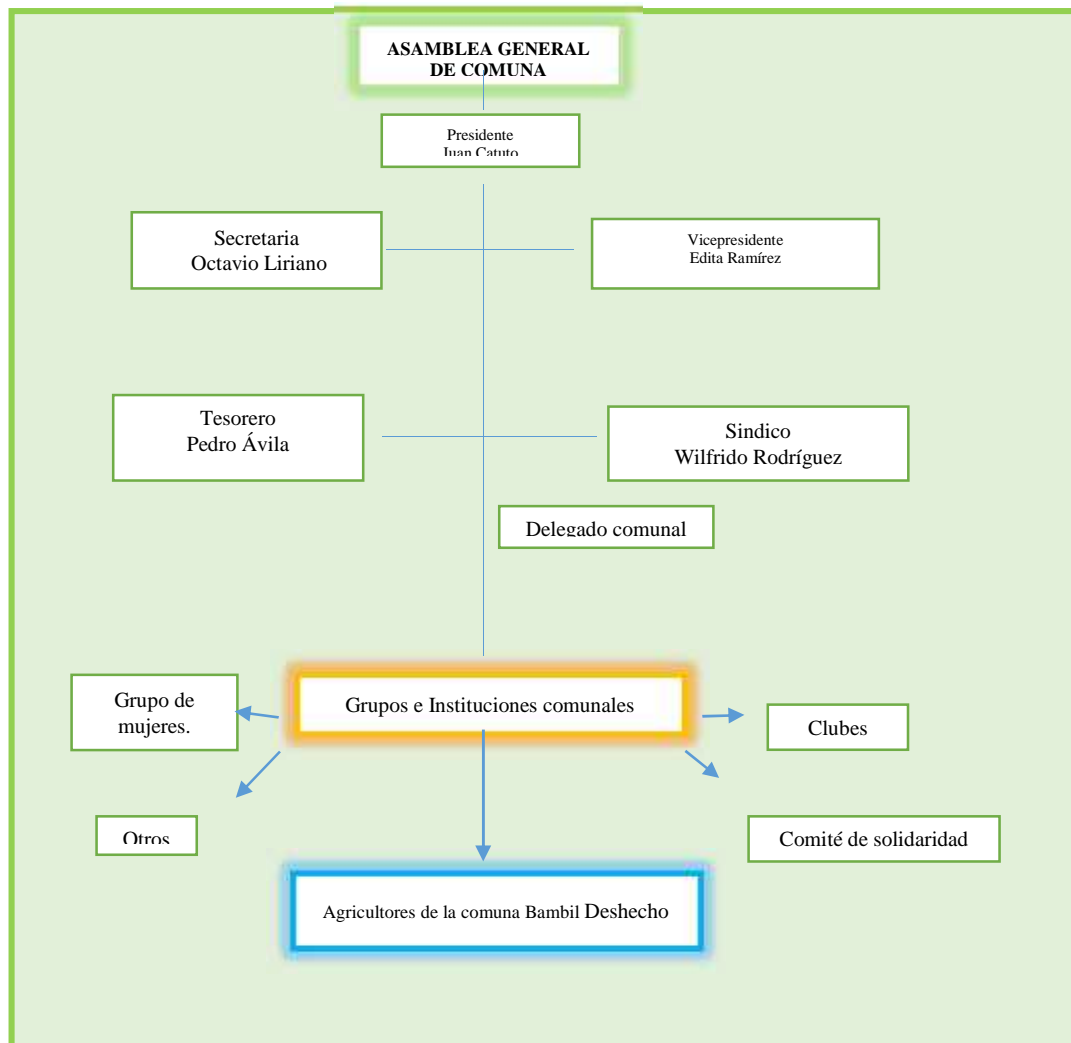 ASAMBLEA GENERAL
DE COMUNA
Presidente
Juan Catuto
Secretaria
Octavio Liriano
Vicepresidente
Edita Ramírez
Tesorero
Pedro Ávila
Sindico
Wilfrido Rodríguez
Delegado comunal
Grupo de
mujeres.
Grupos e Instituciones comunales
Clubes
Otros
Comité de solidaridad
Agricultores de la comuna Bambil Deshecho